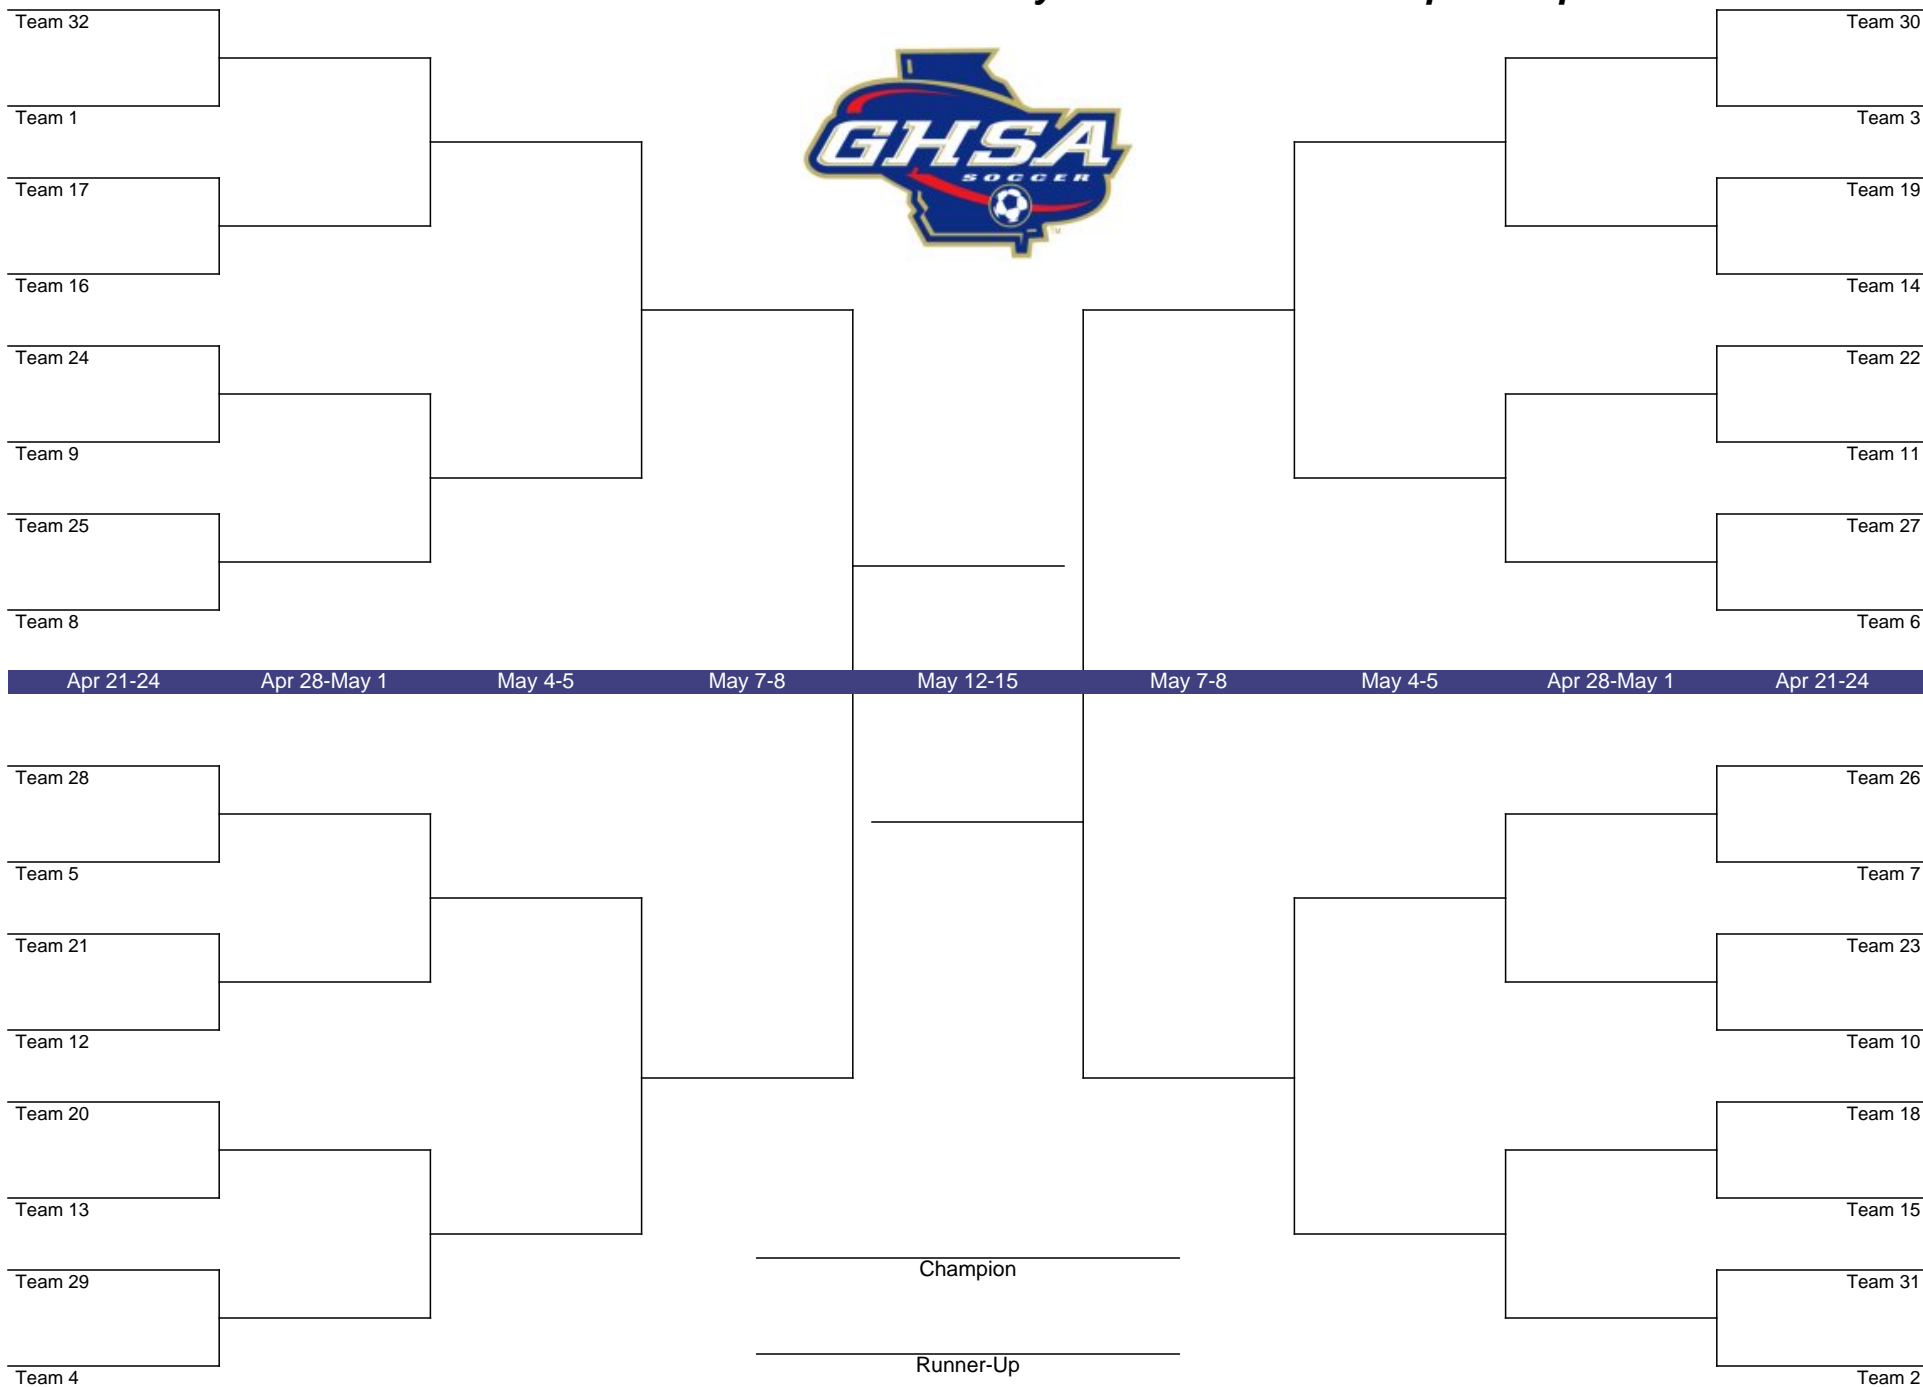 Team 32
Team 30
Team 1
Team 3
GHSA
SOCCER
TM
Team 17
Team 19
Team 16
Team 14
Team 24
Team 22
Team 9
Team 11
Team 25
Team 27
Team 8
Team 6
Apr 21-24 Apr 28-May 1 May 4-5 May 7-8 May 12-15 May 7-8 May 4-5 Apr 28-May 1 Apr 21-24
Team 28
Team 26
Team 5
Team 7
Team 21
Team 23
Team 12
Team 10
Team 20
Team 18
Team 13
Team 15
Champion
Team 29
Team 31
Runner-Up
Team 4
Team 2